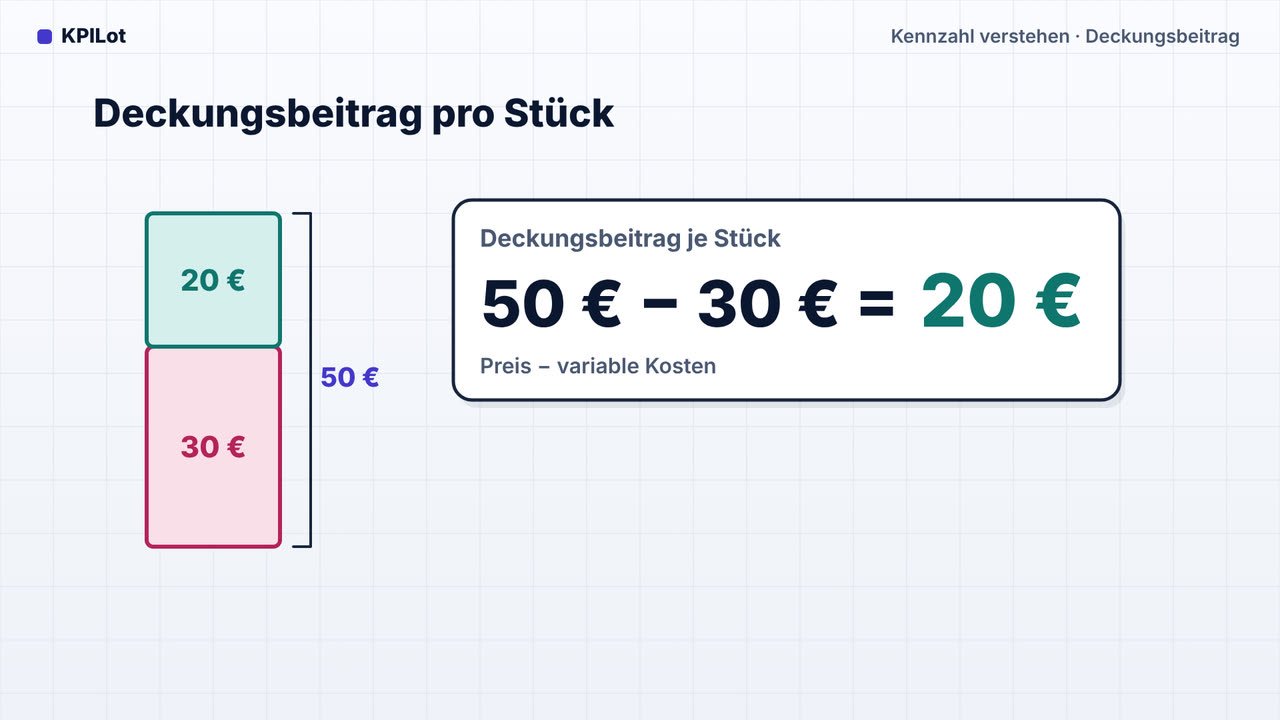 KPILot
Kennzahl verstehen · Deckungsbeitrag
Deckungsbeitrag pro Stück
20 €
30 €
50 €
Deckungsbeitrag je Stück
50 € – 30 € = 20 €
Preis – variable Kosten